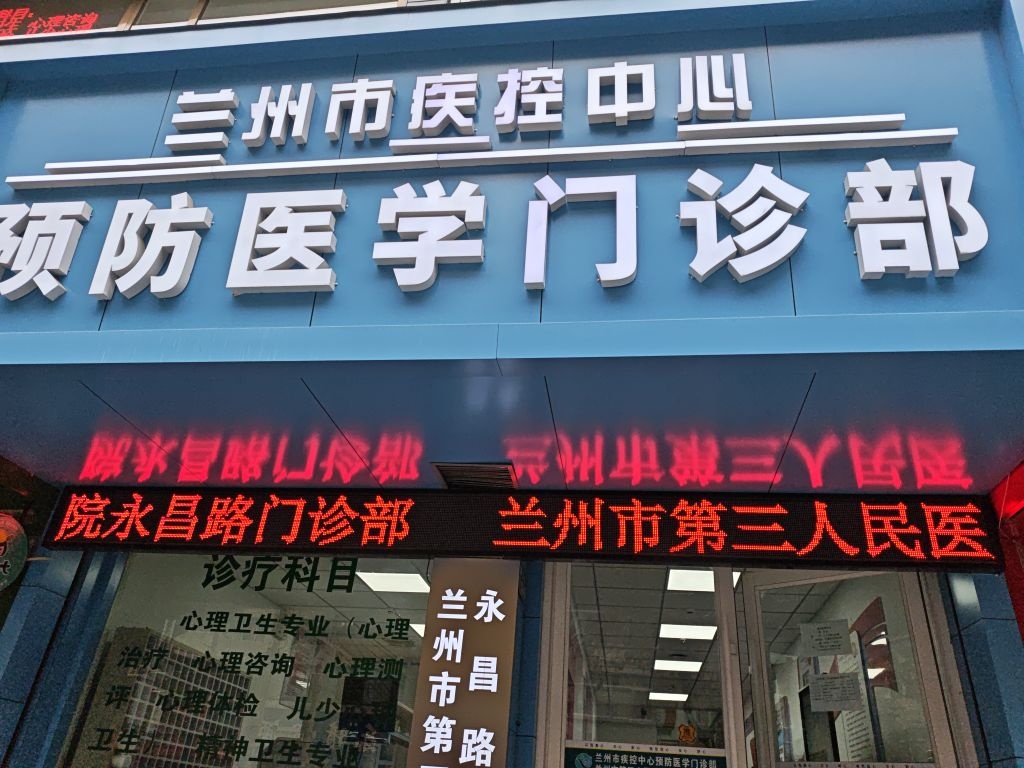 心理咨询
兰州市疾控中心
预防医学门诊部
院永昌路门诊部 兰州市第三人民医
诊疗科目
心理卫生专业（心理
治疗 心理咨询 心理测
评 心理体检 儿少
卫生） 精神卫生专业
兰州市第
永昌路
兰州市疾控中心预防医学门诊部